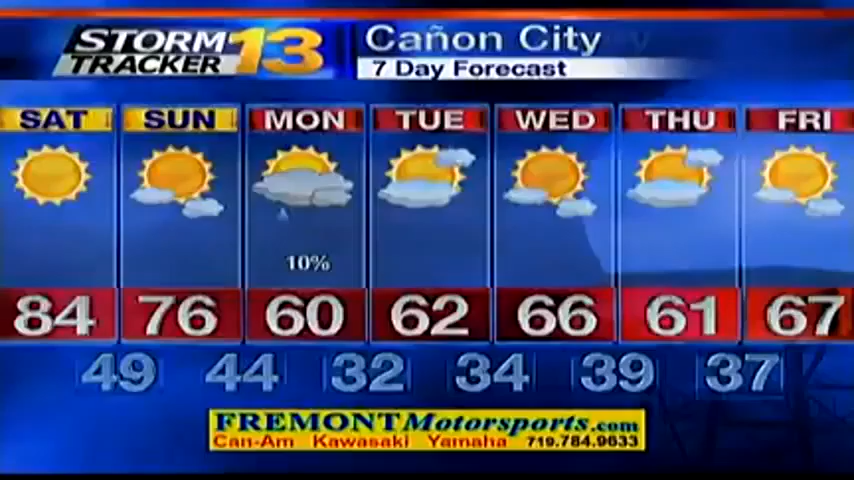 STORM TRACKER 13
Cañon City
7 Day Forecast
SAT SUN MON TUE WED THU FRI
10%
84 76 60 62 66 61 67
49 44 32 34 39 37
FREMONTMotorsports.com
Can-Am Kawasaki Yamaha 719.784.9633